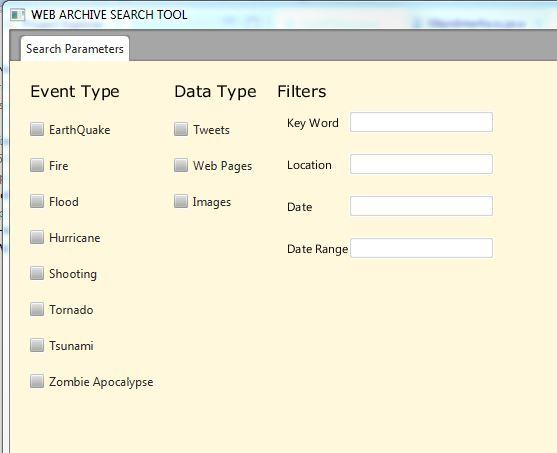 WEB ARCHIVE SEARCH TOOL
Search Parameters
Event Type
EarthQuake
Fire
Flood
Hurricane
Shooting
Tornado
Tsunami
Zombie Apocalypse
Data Type
Tweets
Web Pages
Images
Filters
Key Word
Location
Date
Date Range